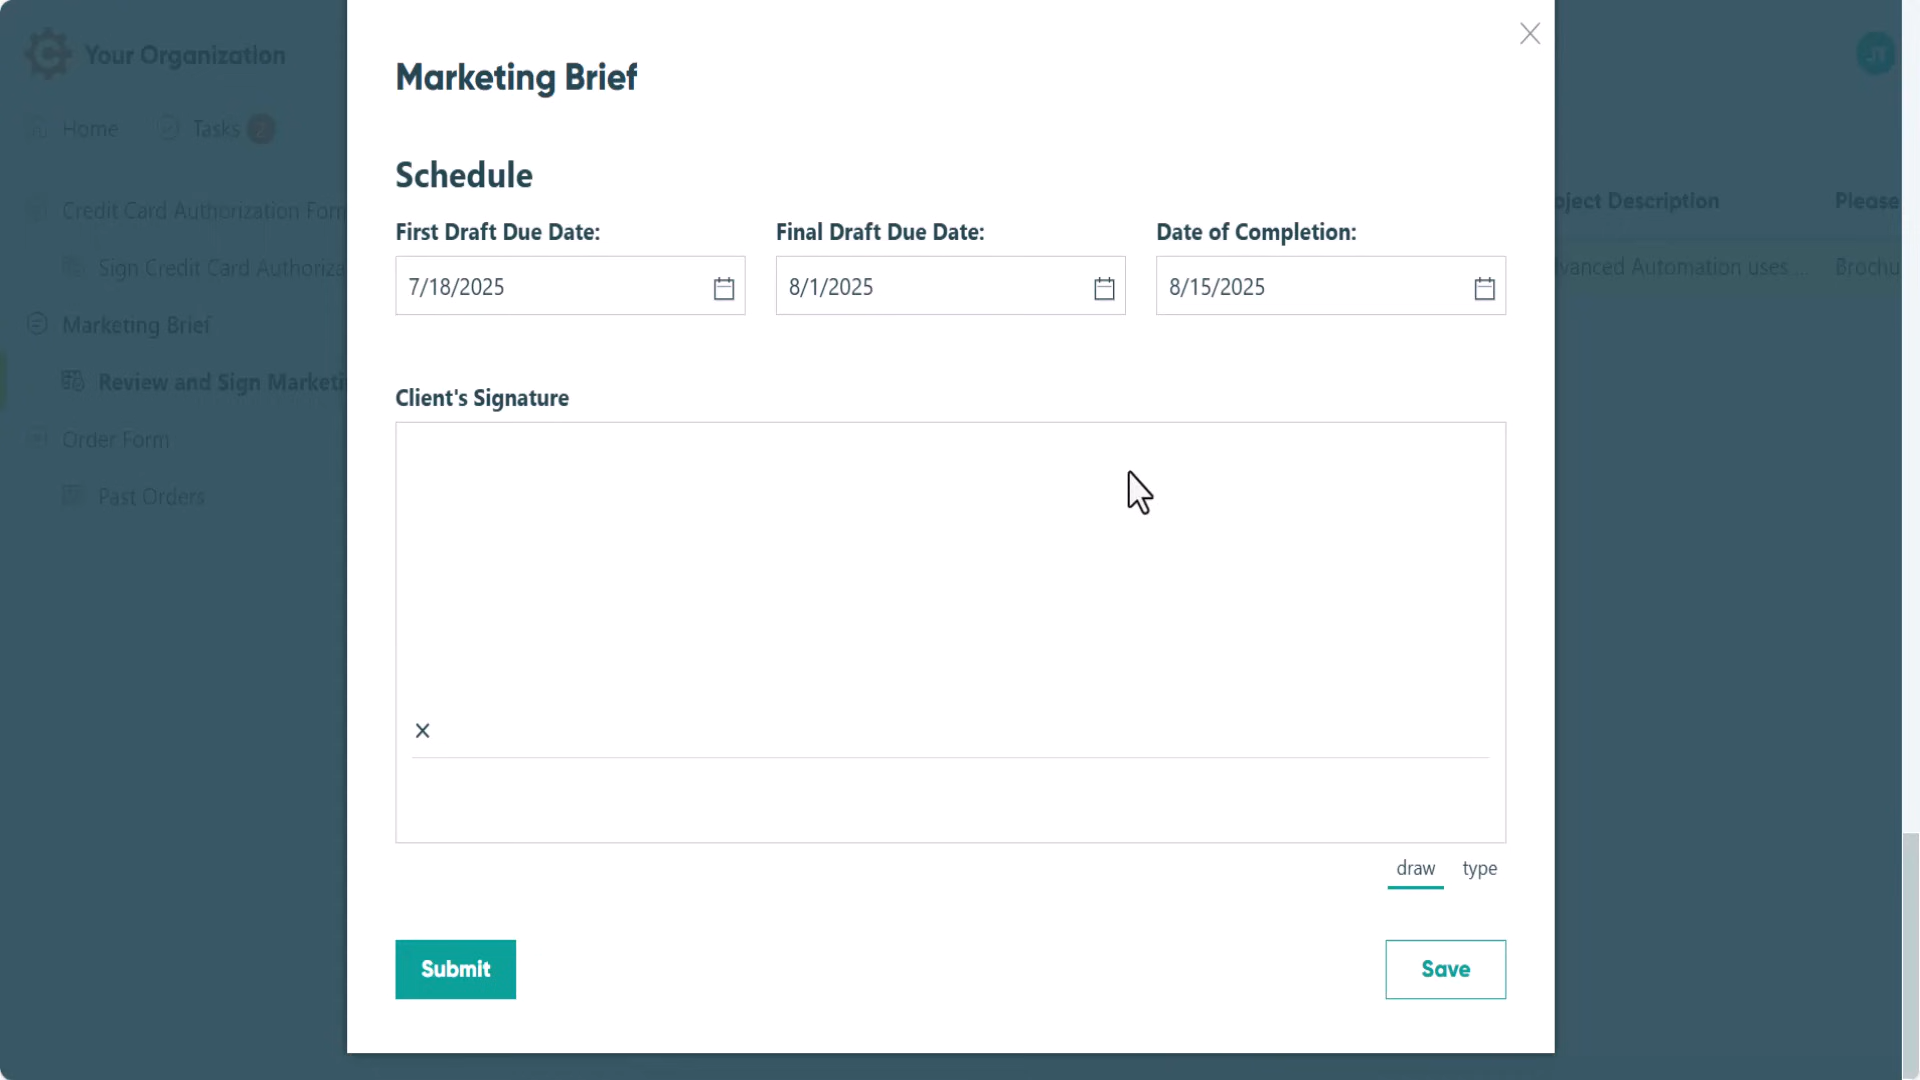 Your Organization
Home
Tasks
Credit Card Authorization Form
Sign Credit Card Authoriza
Marketing Brief
Review and Sign Marketi
Order Form
Past Orders
Marketing Brief
Schedule
First Draft Due Date:
Final Draft Due Date:
Date of Completion:
7/18/2025
8/1/2025
8/15/2025
Client's Signature
draw
type
Submit
Save
JT
oject Description
Please
vanced Automation uses ...
Brochu